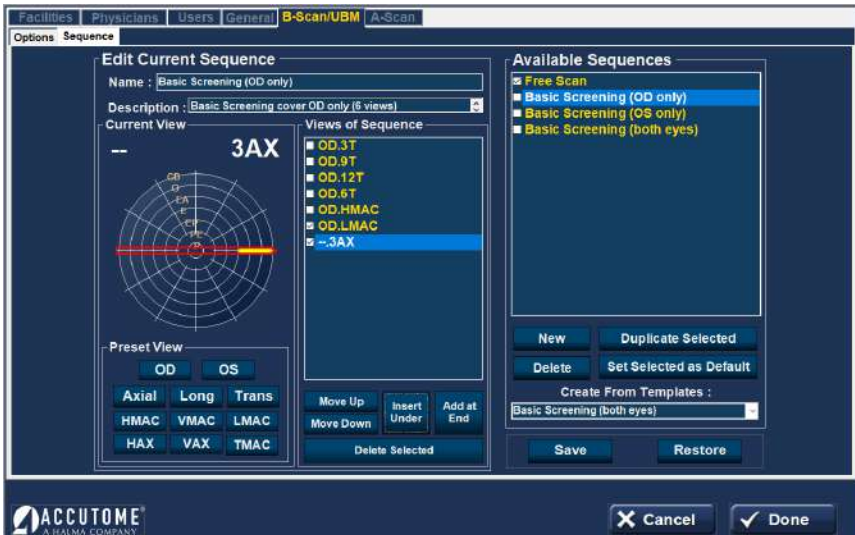 Facilities Physicians Users General B-Scan/UBM A-Scan
Options Sequence
Edit Current Sequence
Name : Basic Screening (OD only)
Description : Basic Screening cover OD only (6 views)
Current View
-- 3AX
CB
O
LA
E
EP
PE
P
Preset View
OD OS
Axial Long Trans
HMAC VMAC LMAC
HAX VAX TMAC
Views of Sequence
OD.3T
OD.9T
OD.12T
OD.6T
OD.HMAC
OD.LMAC
--.3AX
Move Up
Move Down
Insert Under
Add at End
Delete Selected
Available Sequences
Free Scan
Basic Screening (OD only)
Basic Screening (OS only)
Basic Screening (both eyes)
New Duplicate Selected
Delete Set Selected as Default
Create From Templates :
Basic Screening (both eyes)
Save Restore
ACCUTOME
A HALMA COMPANY
Cancel Done